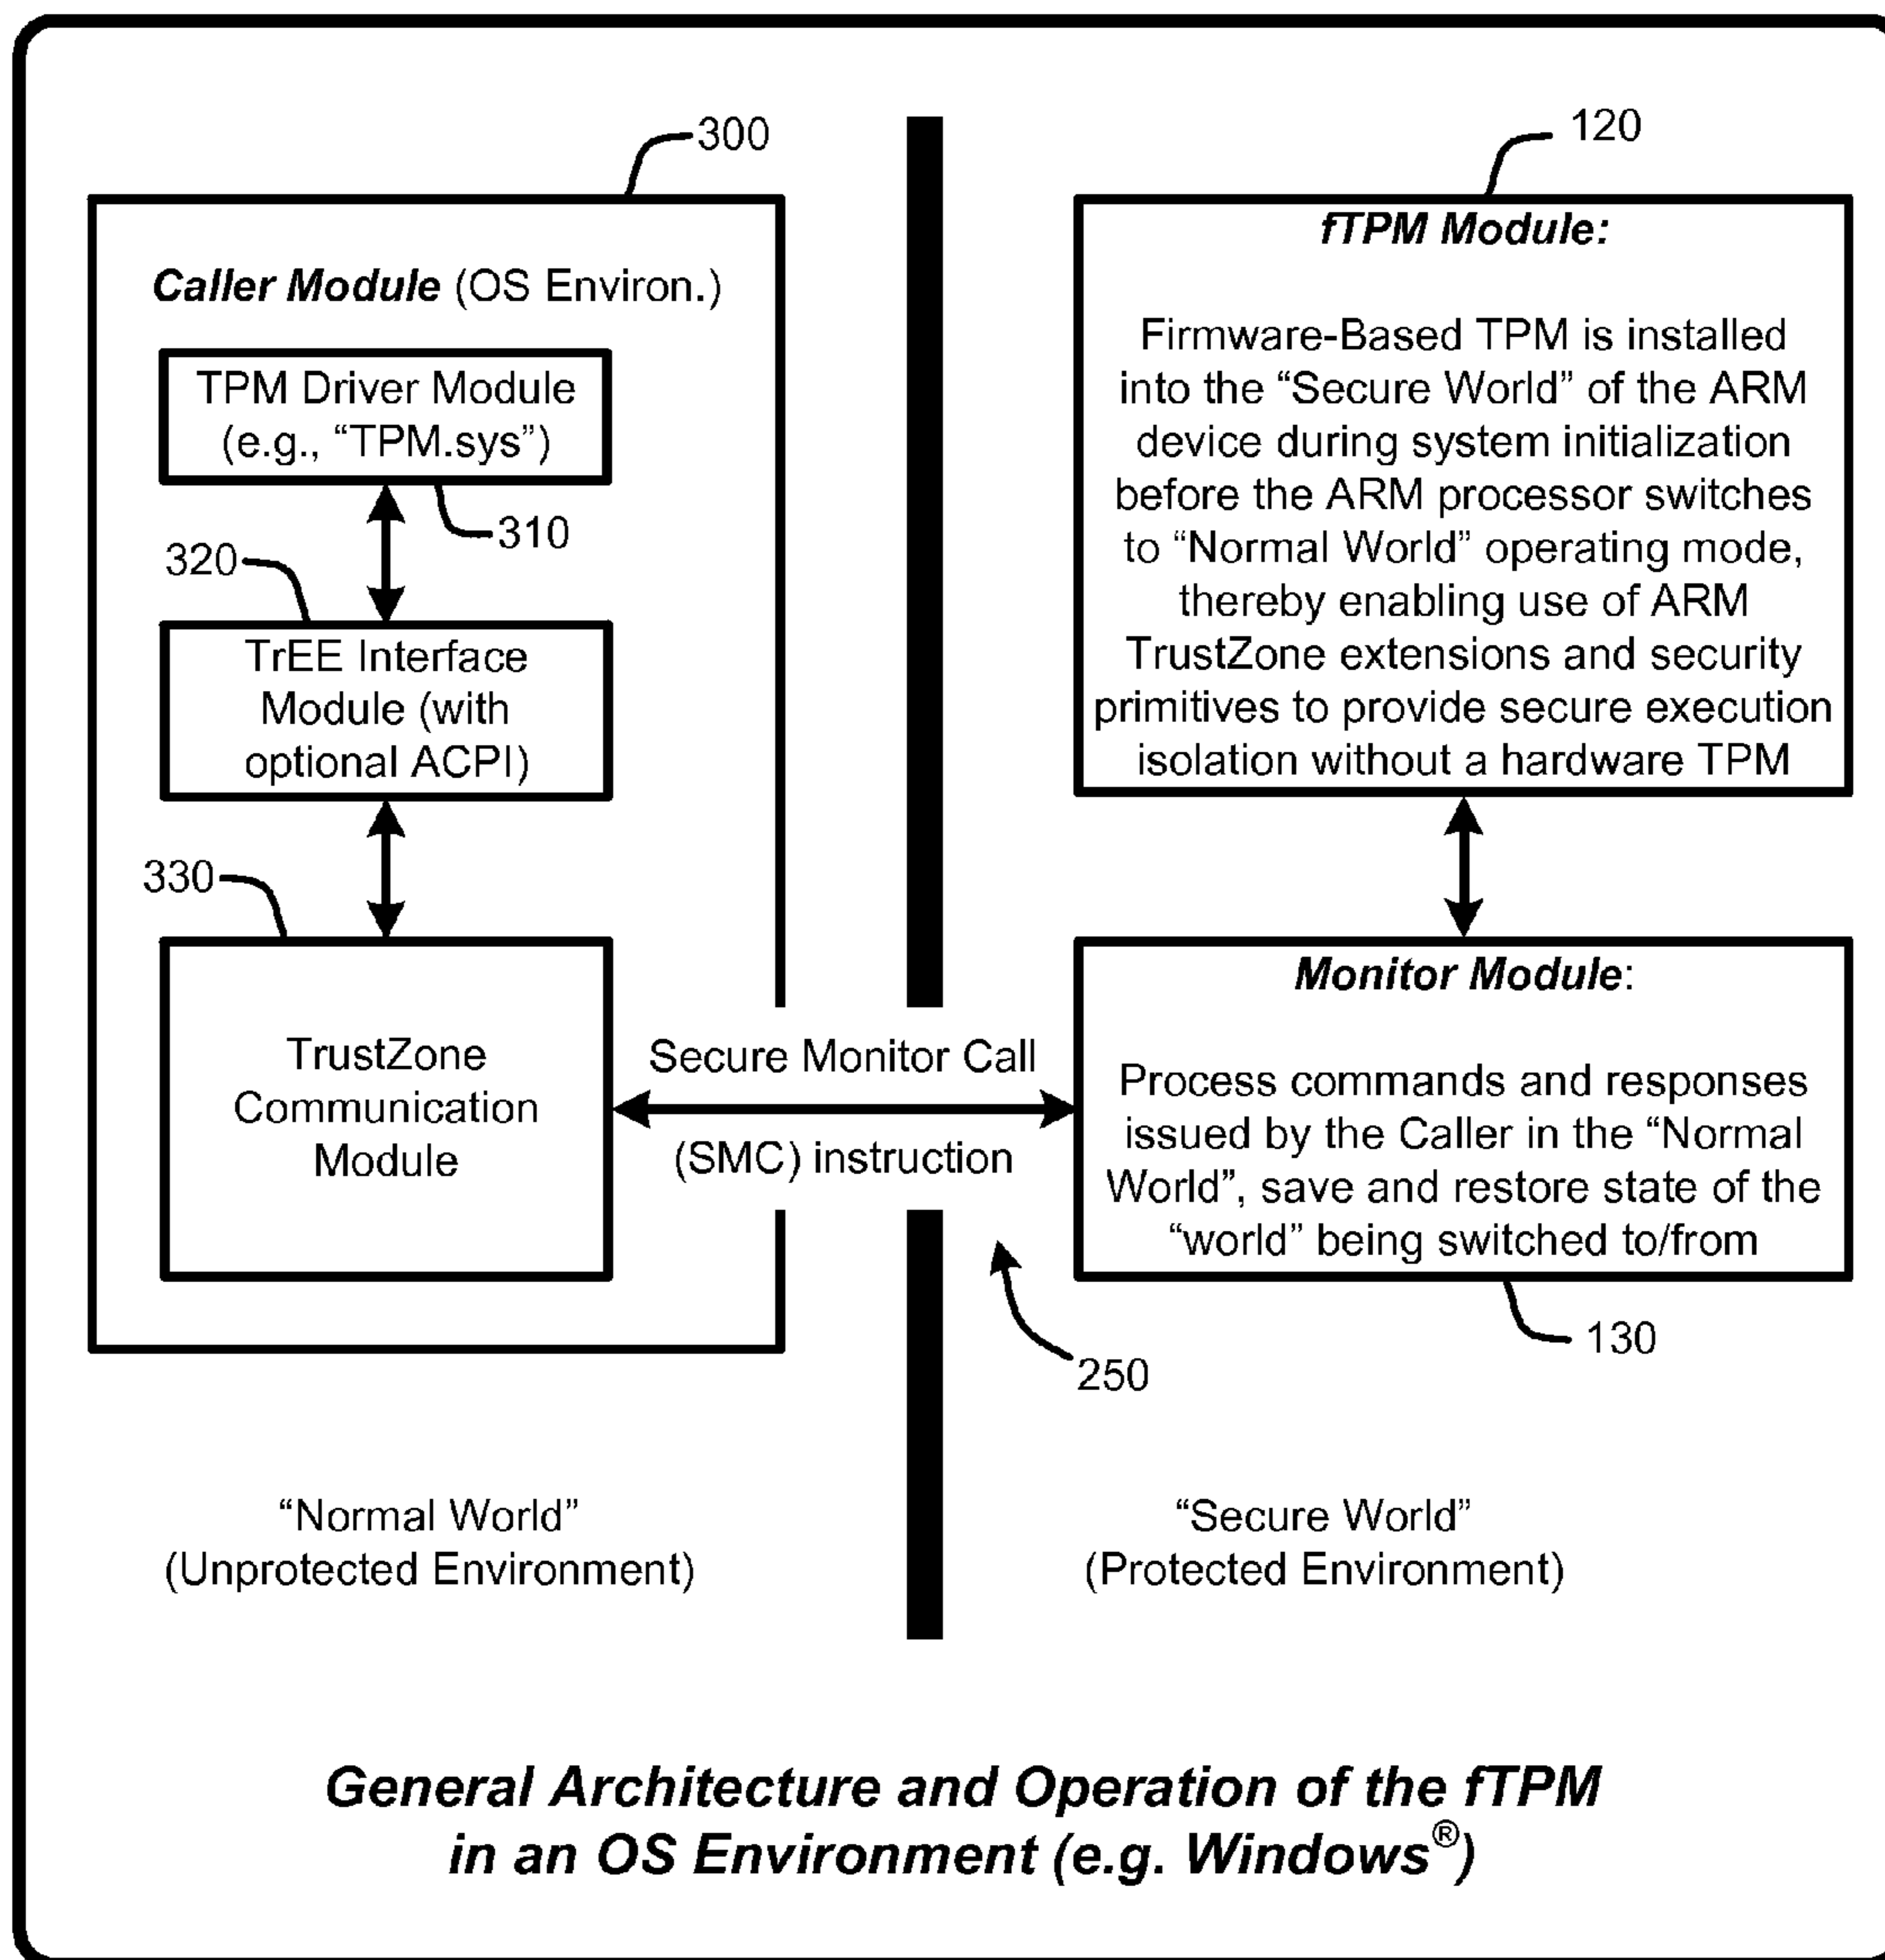 300
Caller Module (OS Environ.)
TPM Driver Module
(e.g., “TPM.sys”)
310
320
TrEE Interface
Module (with
optional ACPI)
330
TrustZone
Communication
Module
Secure Monitor Call
(SMC) instruction
120
fTPM Module:
Firmware-Based TPM is installed
into the “Secure World” of the ARM
device during system initialization
before the ARM processor switches
to “Normal World” operating mode,
thereby enabling use of ARM
TrustZone extensions and security
primitives to provide secure execution
isolation without a hardware TPM
Monitor Module:
Process commands and responses
issued by the Caller in the “Normal
World”, save and restore state of the
“world” being switched to/from
130
250
“Normal World”
(Unprotected Environment)
“Secure World”
(Protected Environment)
General Architecture and Operation of the fTPM
in an OS Environment (e.g. Windows®)